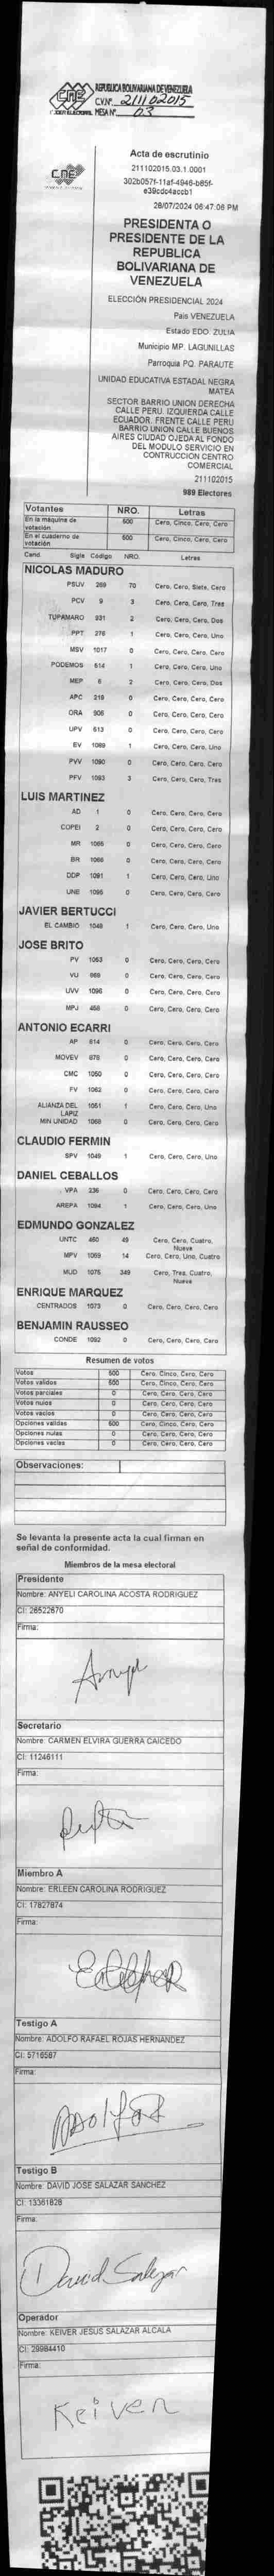 REPUBLICA BOLIVARIANA DE VENEZUELA
CNE
CVN° 211102015
MESA N° 03
CNE
Acta de escrutinio
211102015.03.1.0001
302b057f-11af-4946-b65f-
e39cdc4accb1
28/07/2024 06:47:06 PM
PRESIDENTA O
PRESIDENTE DE LA
REPUBLICA
BOLIVARIANA DE
VENEZUELA
ELECCIÓN PRESIDENCIAL 2024
Pais VENEZUELA
Estado EDO. ZULIA
Municipio MP. LAGUNILLAS
Parroquia PQ. PARAUTE
UNIDAD EDUCATIVA ESTADAL NEGRA
MATEA
SECTOR BARRIO UNION DERECHA
CALLE PERU. IZQUIERDA CALLE
ECUADOR. FRENTE CALLE PERU
BARRIO UNION CALLE BUENOS
AIRES CIUDAD OJEDA AL FONDO
DEL MODULO SERVICIO EN
CONTRUCCION CENTRO
COMERCIAL
211102015
989 Electores
Votantes NRO. Letras
En la máquina de votación 500 Cero, Cinco, Cero, Cero
En el cuaderno de votación 500 Cero, Cinco, Cero, Cero
Cand. Sigla Código NRO. Letras
NICOLAS MADURO
PSUV 269 70 Cero, Cero, Siete, Cero
PCV 9 3 Cero, Cero, Cero, Tres
TUPAMARO 931 2 Cero, Cero, Cero, Dos
PPT 276 1 Cero, Cero, Cero, Uno
MSV 1017 0 Cero, Cero, Cero, Cero
PODEMOS 514 1 Cero, Cero, Cero, Uno
MEP 6 2 Cero, Cero, Cero, Dos
APC 219 0 Cero, Cero, Cero, Cero
ORA 906 0 Cero, Cero, Cero, Cero
UPV 613 0 Cero, Cero, Cero, Cero
EV 1089 1 Cero, Cero, Cero, Uno
PVV 1090 0 Cero, Cero, Cero, Cero
PFV 1093 3 Cero, Cero, Cero, Tres
LUIS MARTINEZ
AD 1 0 Cero, Cero, Cero, Cero
COPEI 2 0 Cero, Cero, Cero, Cero
MR 1065 0 Cero, Cero, Cero, Cero
BR 1066 0 Cero, Cero, Cero, Cero
DDP 1091 1 Cero, Cero, Cero, Uno
UNE 1095 0 Cero, Cero, Cero, Cero
JAVIER BERTUCCI
EL CAMBIO 1048 1 Cero, Cero, Cero, Uno
JOSE BRITO
PV 1053 0 Cero, Cero, Cero, Cero
VU 969 0 Cero, Cero, Cero, Cero
UVV 1096 0 Cero, Cero, Cero, Cero
MPJ 458 0 Cero, Cero, Cero, Cero
ANTONIO ECARRI
AP 814 0 Cero, Cero, Cero, Cero
MOVEV 878 0 Cero, Cero, Cero, Cero
CMC 1050 0 Cero, Cero, Cero, Cero
FV 1062 0 Cero, Cero, Cero, Cero
ALIANZA DEL LAPIZ 1051 1 Cero, Cero, Cero, Uno
MIN UNIDAD 1068 0 Cero, Cero, Cero, Cero
CLAUDIO FERMIN
SPV 1049 1 Cero, Cero, Cero, Uno
DANIEL CEBALLOS
VPA 236 0 Cero, Cero, Cero, Cero
AREPA 1094 1 Cero, Cero, Cero, Uno
EDMUNDO GONZALEZ
UNTC 460 49 Cero, Cero, Cuatro, Nueve
MPV 1069 14 Cero, Cero, Uno, Cuatro
MUD 1075 349 Cero, Tres, Cuatro, Nueve
ENRIQUE MARQUEZ
CENTRADOS 1073 0 Cero, Cero, Cero, Cero
BENJAMIN RAUSSEO
CONDE 1092 0 Cero, Cero, Cero, Cero
Resumen de votos
Votos 500 Cero, Cinco, Cero, Cero
Votos validos 500 Cero, Cinco, Cero, Cero
Votos parciales 0 Cero, Cero, Cero, Cero
Votos nulos 0 Cero, Cero, Cero, Cero
Votos vacios 0 Cero, Cero, Cero, Cero
Opciones validas 500 Cero, Cinco, Cero, Cero
Opciones nulas 0 Cero, Cero, Cero, Cero
Opciones vacias 0 Cero, Cero, Cero, Cero
Observaciones:
Se levanta la presente acta la cual firman en
señal de conformidad.
Miembros de la mesa electoral
Presidente
Nombre: ANYELI CAROLINA ACOSTA RODRIGUEZ
CI: 26522670
Firma:
Secretario
Nombre: CARMEN ELVIRA GUERRA CAICEDO
CI: 11246111
Firma:
Miembro A
Nombre: ERLEEN CAROLINA RODRIGUEZ
CI: 17827874
Firma:
Testigo A
Nombre: ADOLFO RAFAEL ROJAS HERNANDEZ
CI: 5716587
Firma:
Testigo B
Nombre: DAVID JOSE SALAZAR SANCHEZ
CI: 13361828
Firma:
David Salazar
Operador
Nombre: KEIVER JESUS SALAZAR ALCALA
CI: 29984410
Firma:
Keiver